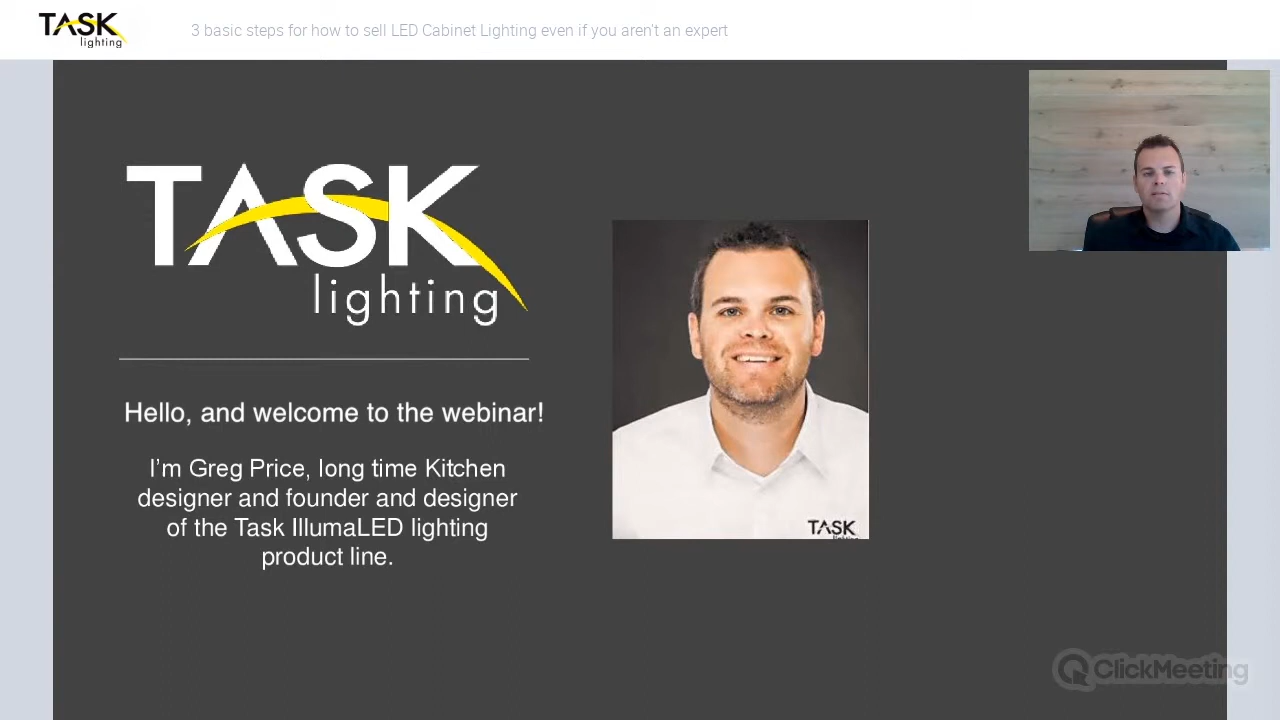 TASK
lighting
3 basic steps for how to sell LED Cabinet Lighting even if you aren't an expert
TASK
lighting
Hello, and welcome to the webinar!
I'm Greg Price, long time Kitchen
designer and founder and designer
of the Task IllumaLED lighting
product line.
TASK
lighting
ClickMeeting